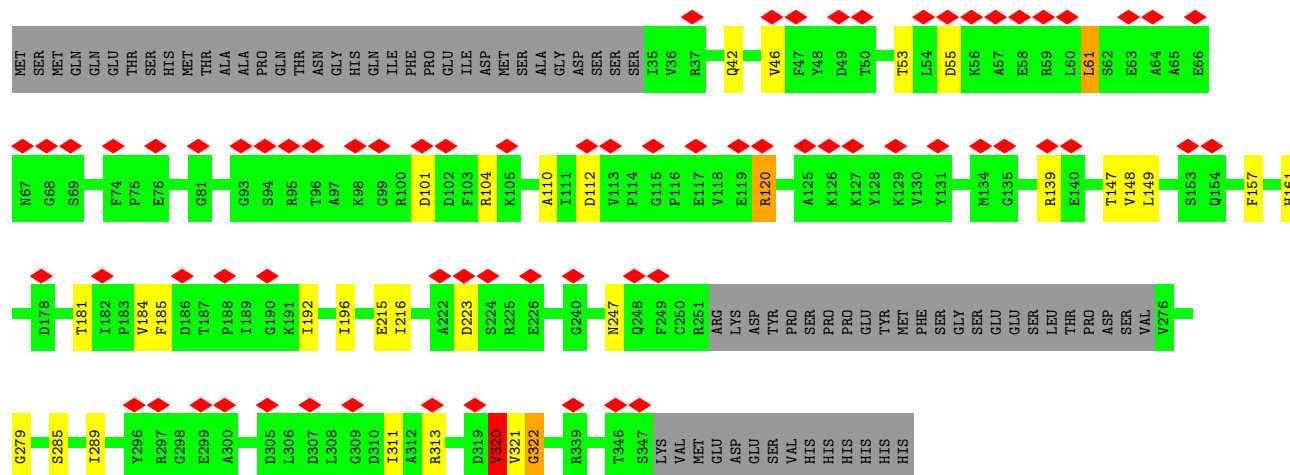 MET SER MET GLN GLN GLU THR SER HIS MET THR ALA ALA PRO GLN THR ASN GLY HIS GLN ILE PHE PRO GLU ILE ASP MET SER ALA GLY ASP SER SER SER I35 V36 R37 Q42 V46 F47 Y48 D49 T50 T53 L54 D55 K56 A57 E58 R59 L60 L61 S62 E63 A64 A65 E66
N67 G68 S69 F74 P75 E76 G81 G93 S94 R95 T96 A97 K98 G99 R100 D101 D102 F103 R104 K105 A110 I111 D112 V113 P114 G115 P116 E117 V118 E119 R120 A125 K126 K127 Y128 K129 V130 Y131 M134 G135 R139 E140 T147 V148 L149 S153 Q154 F157 H161
D178 T181 I182 P183 V184 F185 D186 T187 P188 I189 G190 K191 I192 I196 E215 I216 A222 D223 S224 R225 E226 G240 N247 Q248 F249 C250 R251 ARG LYS ASP TYR PRO SER PRO PRO GLU TYR MET PHE SER GLY SER GLU GLU SER LEU THR PRO ASP SER VAL V276
G279 S285 I289 Y296 R297 G298 E299 A300 D305 L306 D307 L308 G309 D310 I311 A312 R313 D319 V320 V321 G322 R339 T346 S347 LYS VAL MET GLU ASP GLU SER VAL HIS HIS HIS HIS HIS HIS